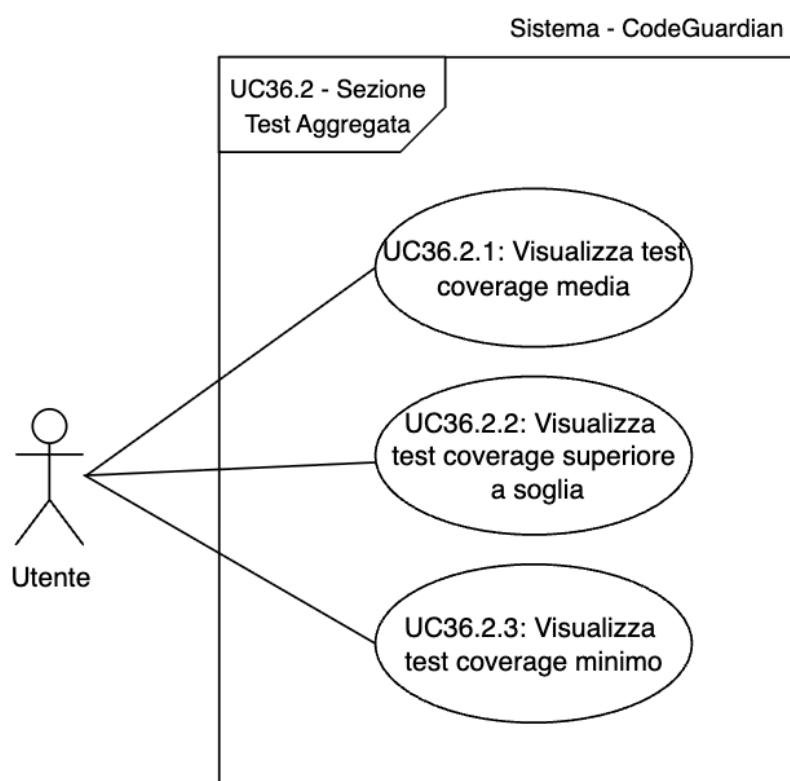 Sistema - CodeGuardian
UC36.2 - Sezione
Test Aggregata
UC36.2.1: Visualizza test
coverage media
UC36.2.2: Visualizza
test coverage superiore
a soglia
UC36.2.3: Visualizza
test coverage minimo
Utente